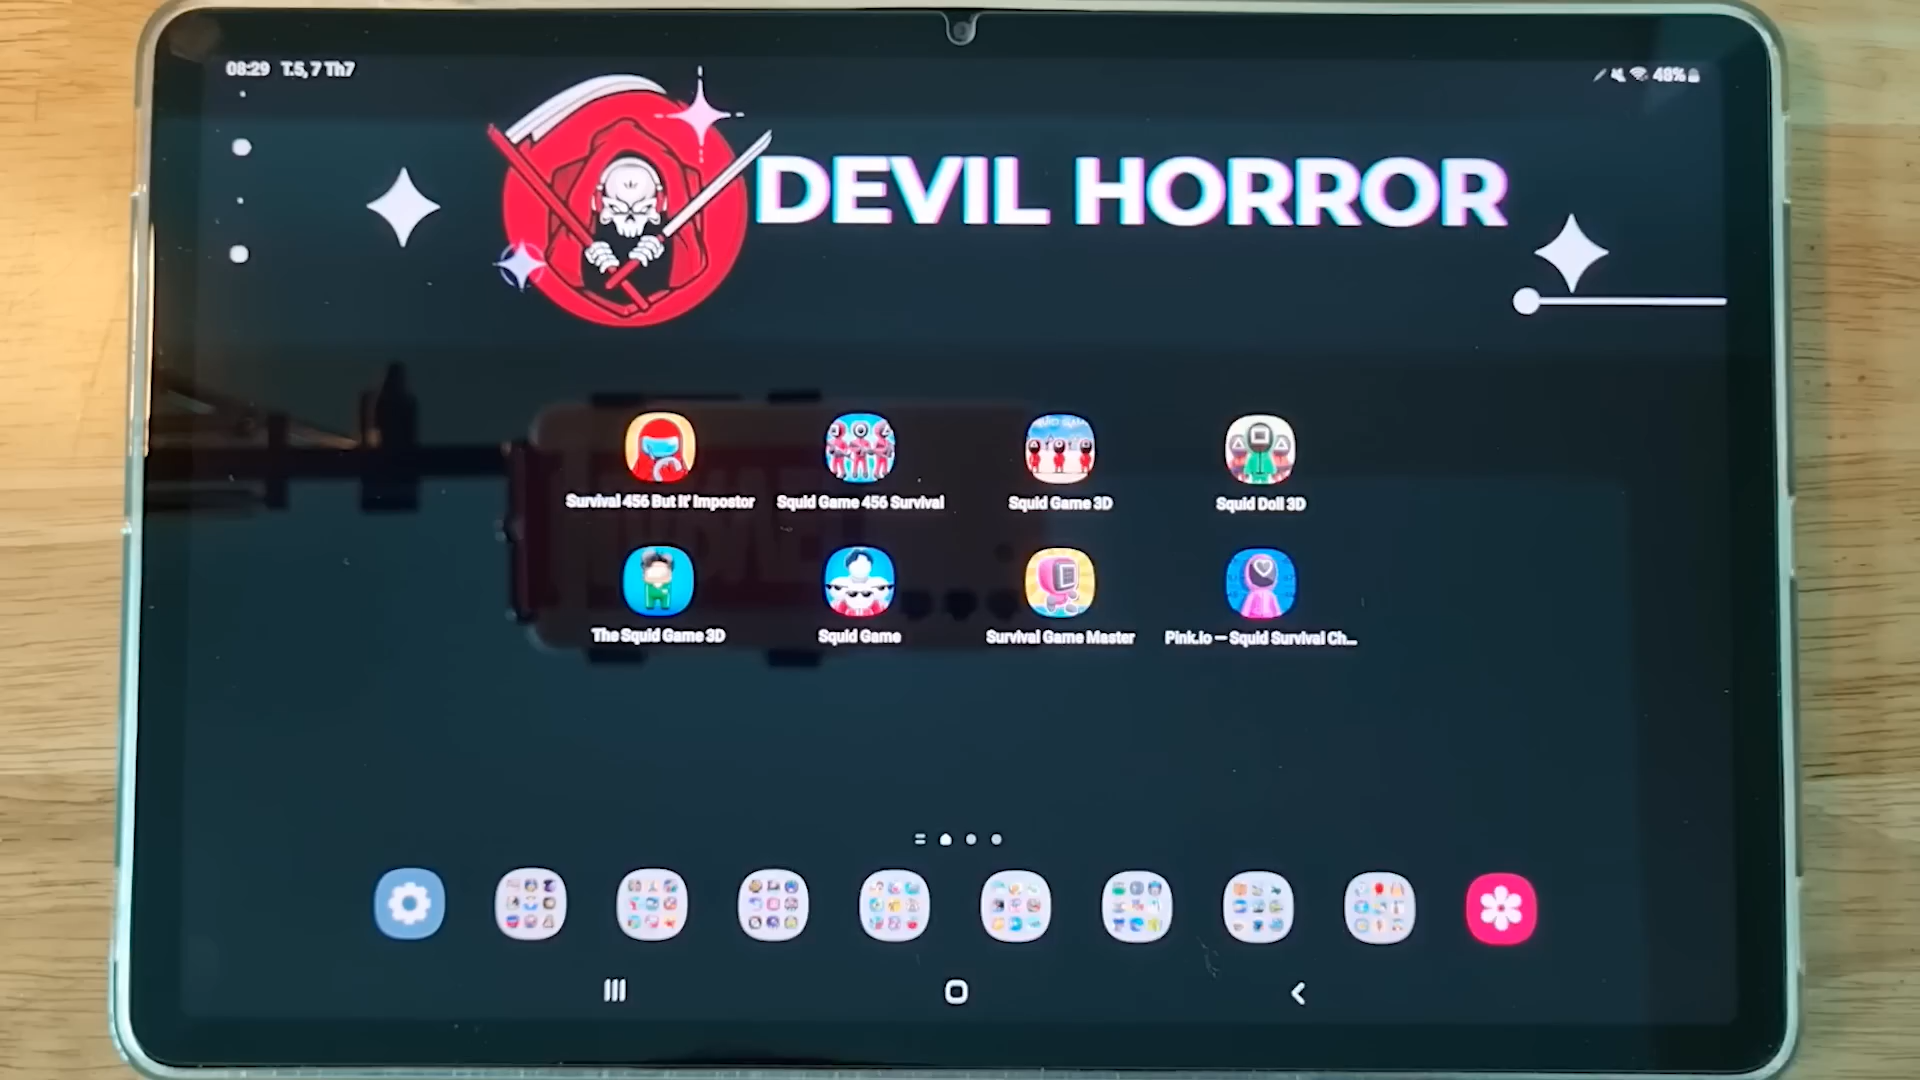 08:29 T.5, 7 Th7
48%
DEVIL HORROR
Survival 456 But It' Impostor
Squid Game 456 Survival
Squid Game 3D
Squid Doll 3D
The Squid Game 3D
Squid Game
Survival Game Master
Pink.io – Squid Survival Ch...